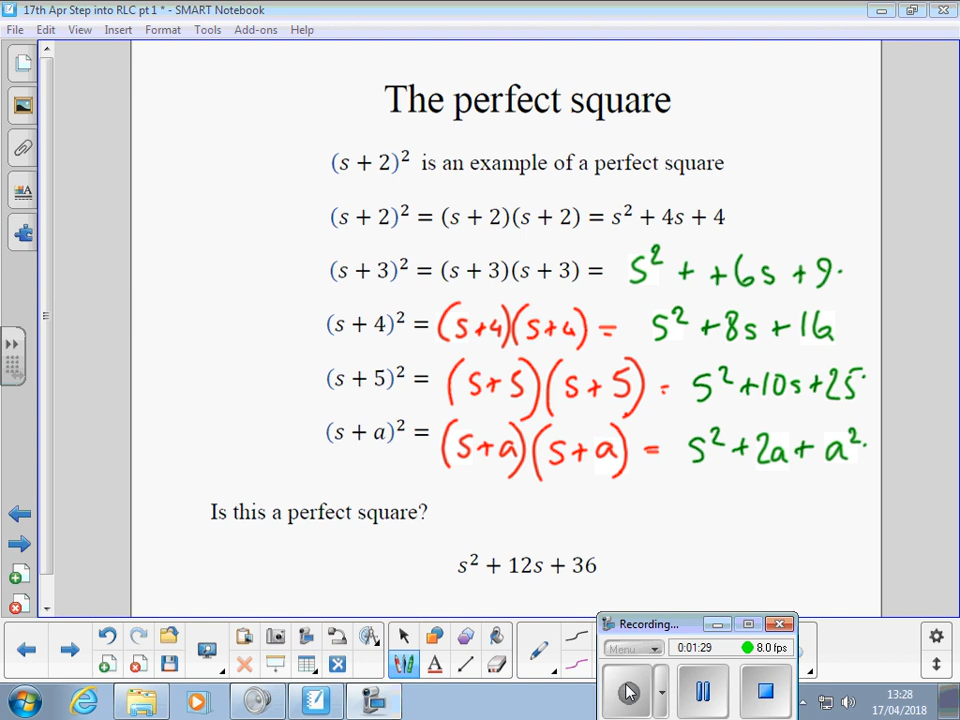 17th Apr Step into RLC pt 1 * - SMART Notebook
File Edit View Insert Format Tools Add-ons Help
The perfect square
(s + 2)² is an example of a perfect square
(s + 2)² = (s + 2)(s + 2) = s² + 4s + 4
(s + 3)² = (s + 3)(s + 3) = s² + +6s + 9.
(s + 4)² = (s+4)(s+4) = s² + 8s + 16
(s + 5)² = (s+5)(s+5) = s² + 10s + 25.
(s + a)² = (s+a)(s+a) = s² + 2a + a².
Is this a perfect square?
s² + 12s + 36
Recording...
Menu 0:01:29 8.0 fps
13:28
17/04/2018